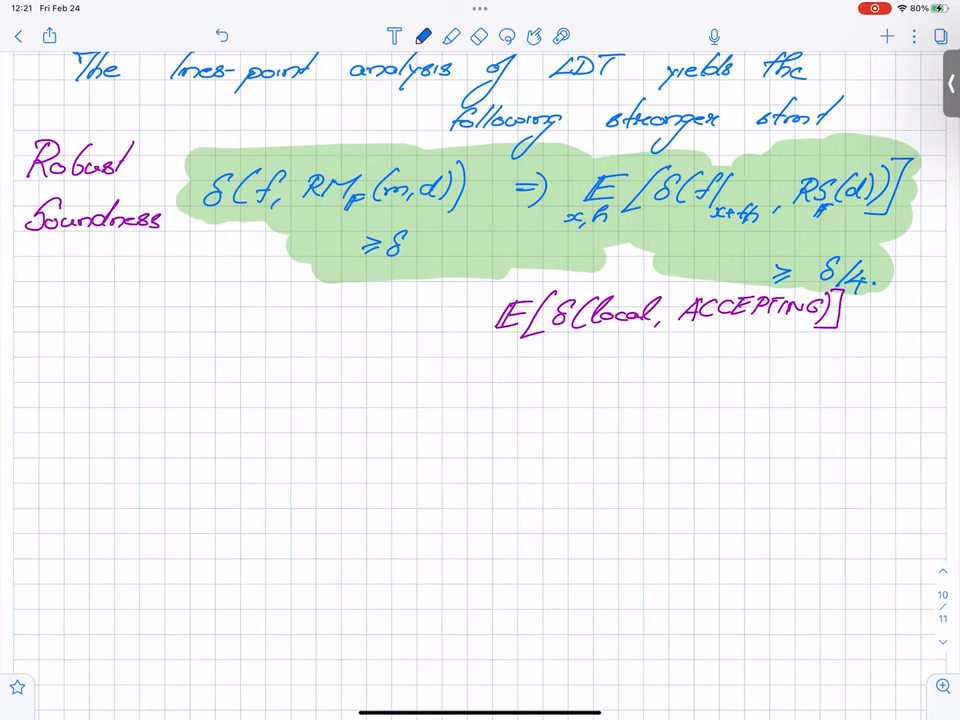 12:21 Fri Feb 24
80%
The lines-point analysis of LDT yields the
following stronger stmt
Robust
Soundness
δ(f, RM_F(m,d)) ≥ δ => E_{x,h}[δ(f|_{x+th}, RS_F(d))] ≥ δ/4.
E[δ(local, ACCEPTING)]
10
/
11